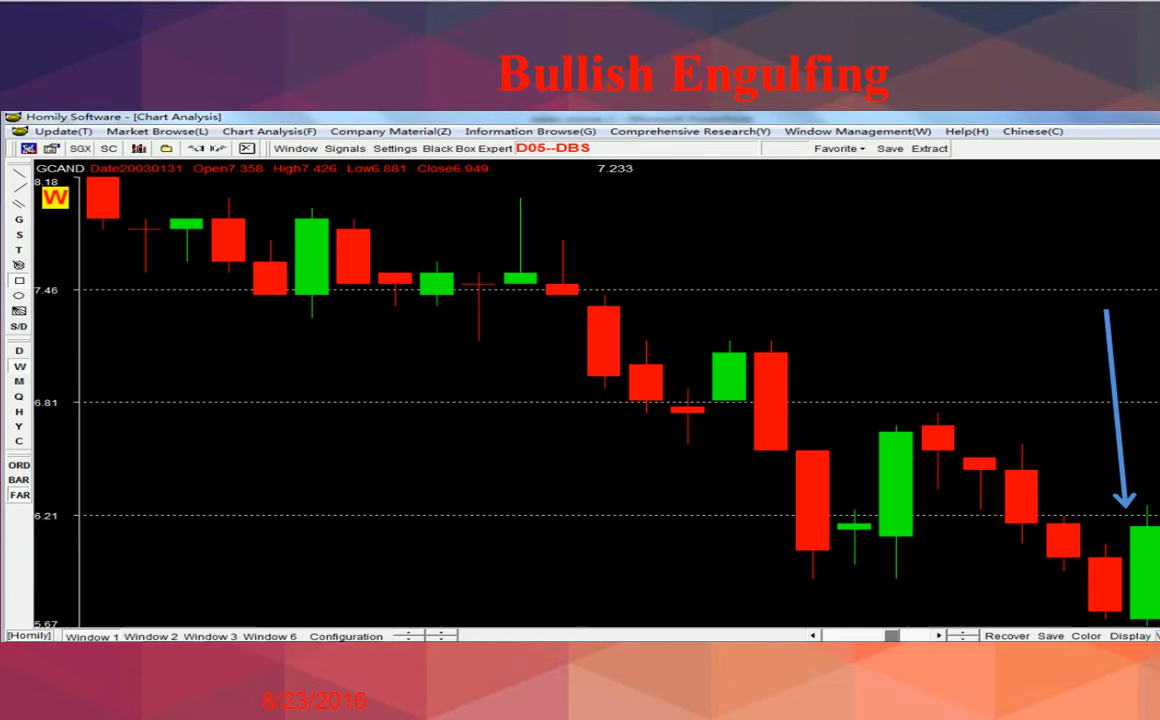 Bullish Engulfing
Homily Software - [Chart Analysis]
Update(T) Market Browse(L) Chart Analysis(F) Company Material(Z) Information Browse(G) Comprehensive Research(Y) Window Management(W) Help(H) Chinese(C)
SGX SC Window Signals Settings Black Box Expert D05--DBS Favorite Save Extract
GCAND Date20030131 Open7 358 High7 426 Low6.881 Close6.949 7.233
8.18
W
G
S
T
7.46
S/D
D
W
M
Q
6.81
H
Y
C
ORD
BAR
FAR
6.21
5.67
[Homily] Window 1 Window 2 Window 3 Window 6 Configuration Recover Save Color Display
8/23/2016